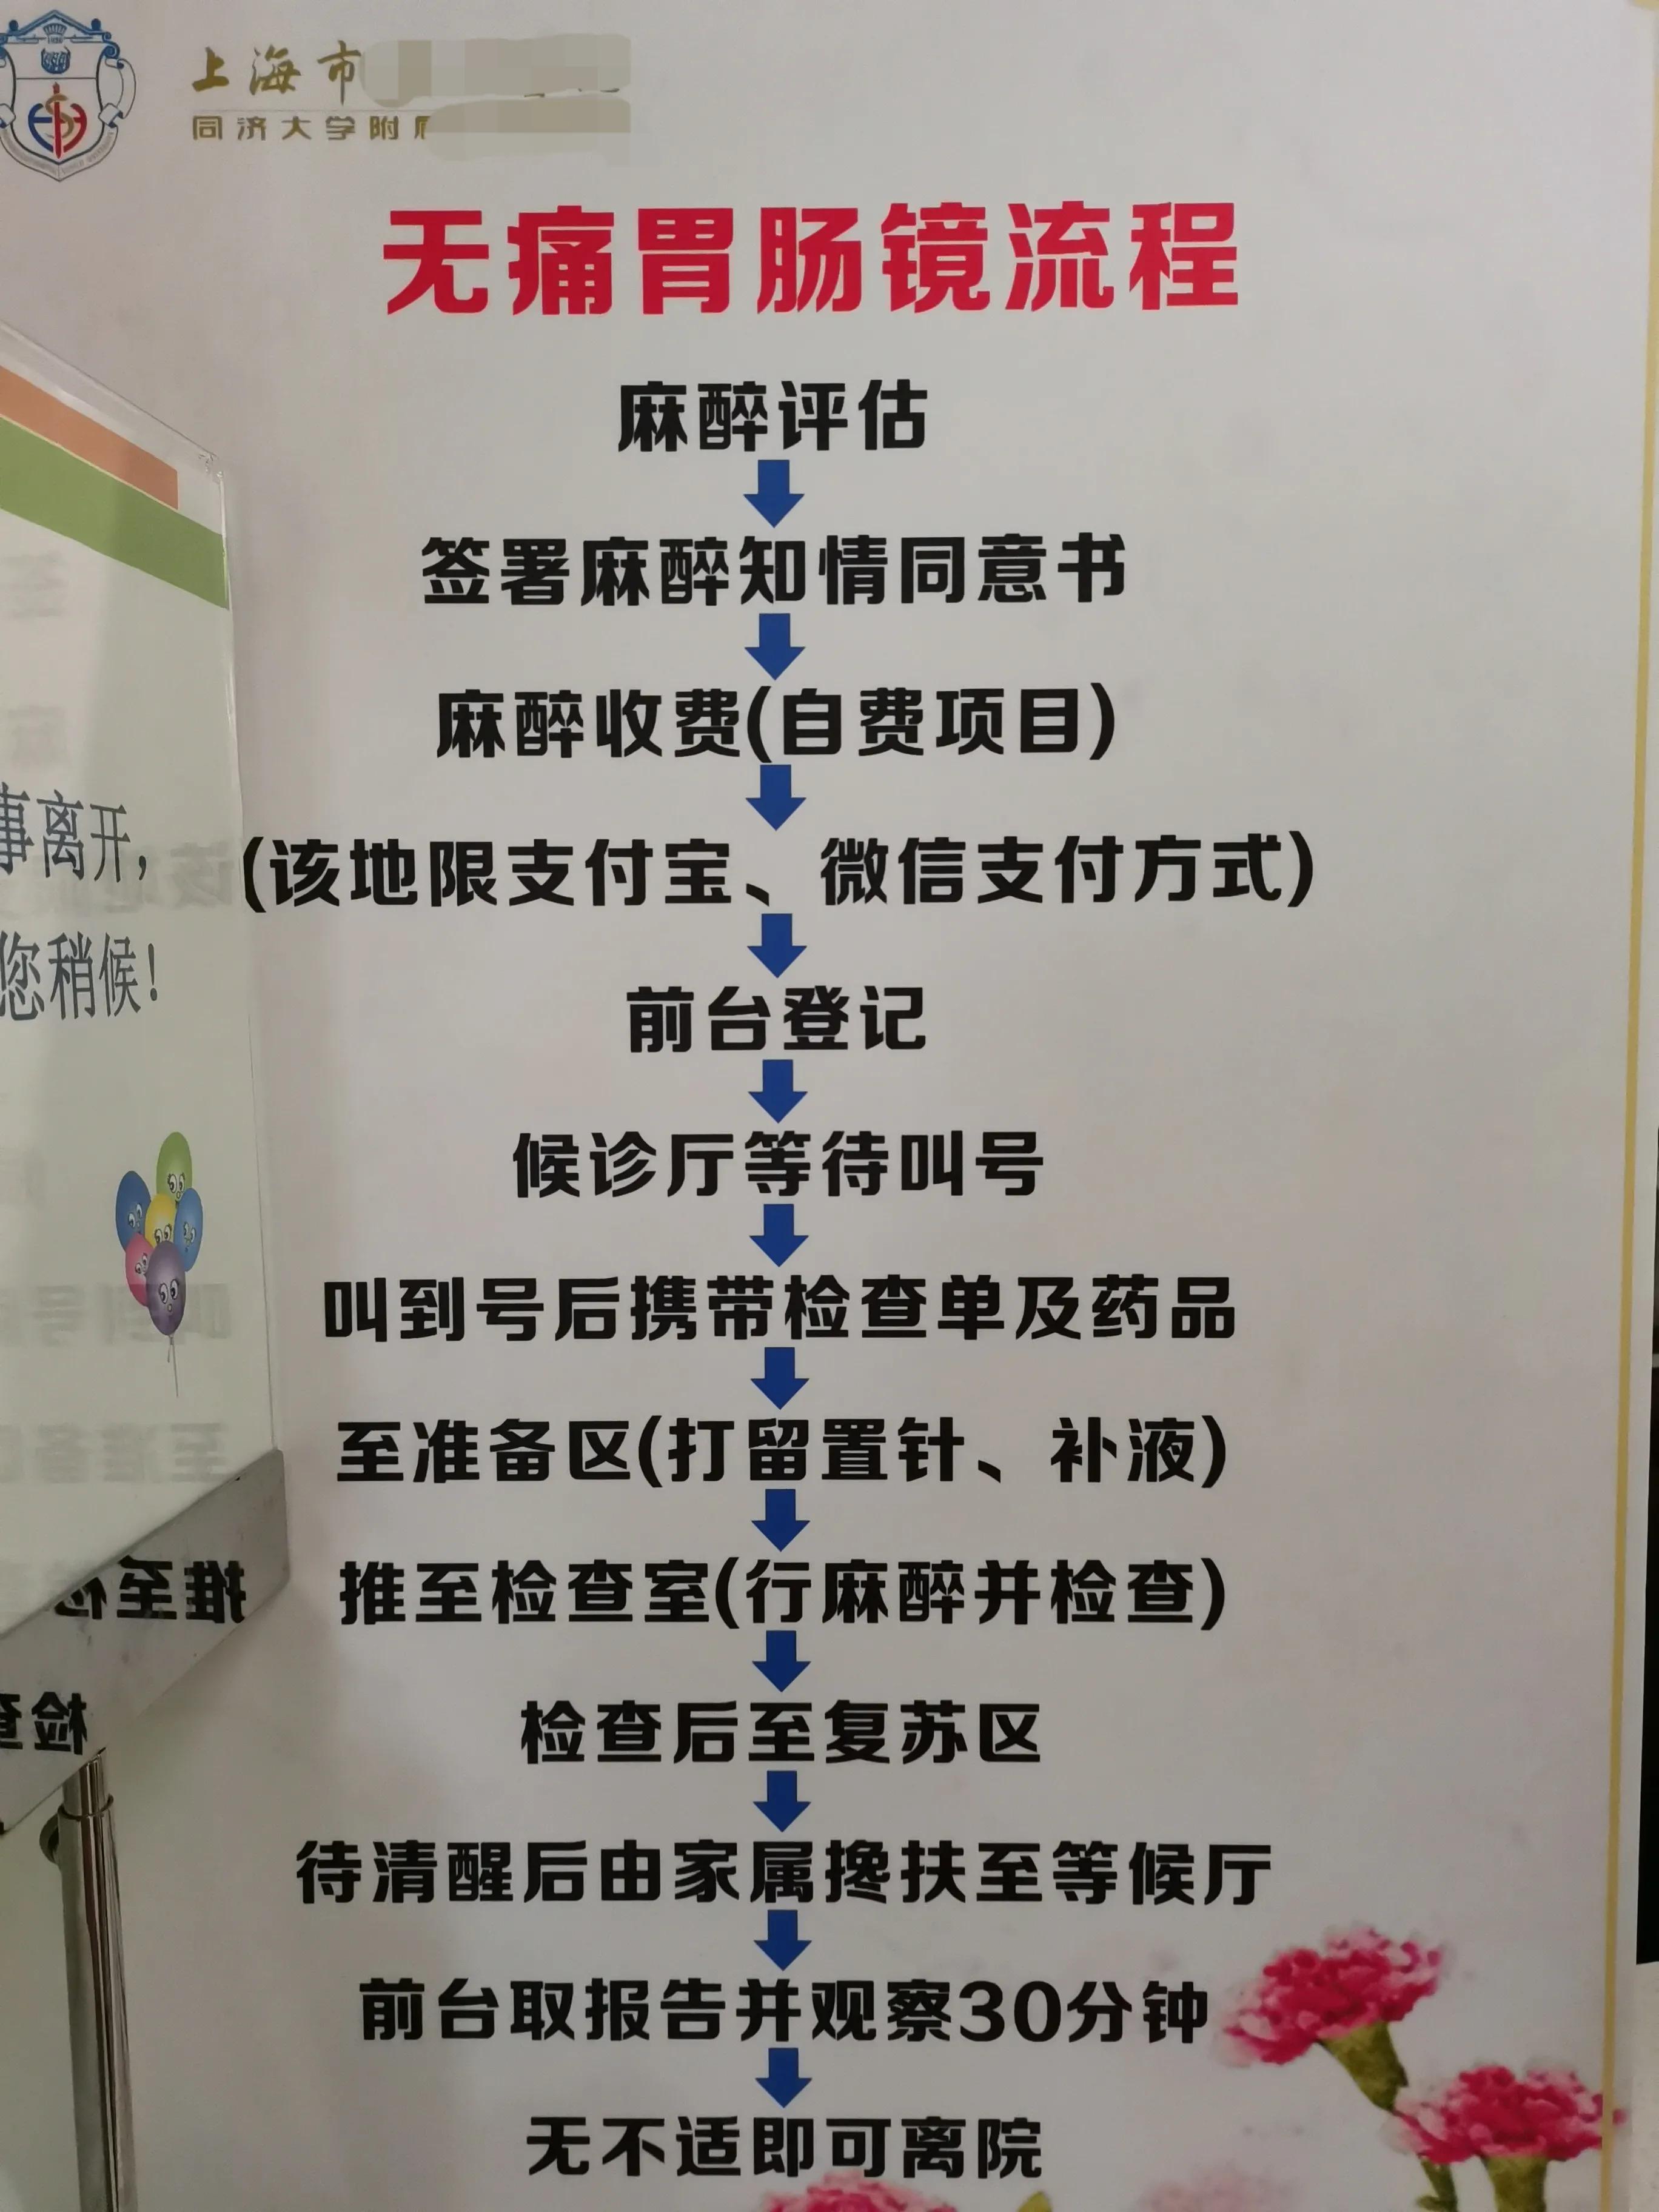 上海市
同济大学附
无痛胃肠镜流程
麻醉评估
签署麻醉知情同意书
麻醉收费(自费项目)
(该地限支付宝、微信支付方式)
前台登记
候诊厅等待叫号
叫到号后携带检查单及药品
至准备区(打留置针、补液)
推至检查室(行麻醉并检查)
检查后至复苏区
待清醒后由家属搀扶至等候厅
前台取报告并观察30分钟
无不适即可离院
事离开,
您稍候!